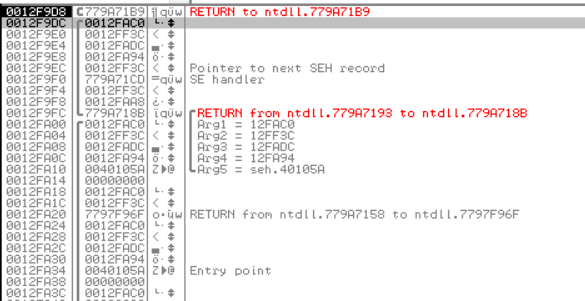 0012F9D8 779A71B9 iqüw RETURN to ntdll.779A71B9
0012F9DC 0012FAC0
0012F9E0 0012FF3C <
0012F9E4 0012FADC
0012F9E8 0012FA94 ö
0012F9EC 0012FF3C < Pointer to next SEH record
0012F9F0 779A71CD =qüw SE handler
0012F9F4 0012FF3C <
0012F9F8 0012FAA8 ¿
0012F9FC 779A718B ïqüw RETURN from ntdll.779A7193 to ntdll.779A718B
0012FA00 0012FAC0 Arg1 = 12FAC0
0012FA04 0012FF3C < Arg2 = 12FF3C
0012FA08 0012FADC Arg3 = 12FADC
0012FA0C 0012FA94 ö Arg4 = 12FA94
0012FA10 0040105A Z►@ Arg5 = seh.40105A
0012FA14 00000000
0012FA18 0012FAC0
0012FA1C 0012FF3C <
0012FA20 7797F96F o·ùw RETURN from ntdll.779A7158 to ntdll.7797F96F
0012FA24 0012FAC0
0012FA28 0012FF3C <
0012FA2C 0012FADC
0012FA30 0012FA94 ö
0012FA34 0040105A Z►@ Entry point
0012FA38 00000000
0012FA3C 0012FAC0